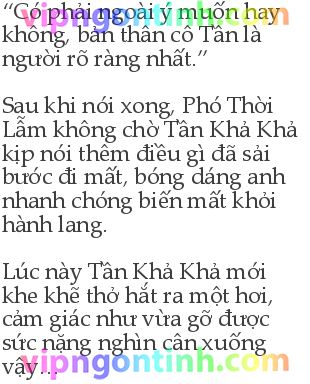 “Có phải ngoài ý muốn hay
không, bản thân cô Tần là
người rõ ràng nhất.”
Sau khi nói xong, Phó Thời
Lẫm không chờ Tần Khả Khả
kịp nói thêm điều gì đã sải
bước đi mất, bóng dáng anh
nhanh chóng biến mất khỏi
hành lang.
Lúc này Tần Khả Khả mới
khe khẽ thở hắt ra một hơi,
cảm giác như vừa gỡ được
sức nặng nghìn cân xuống
vậy...
vipngontinh.com
vipngontinh.com